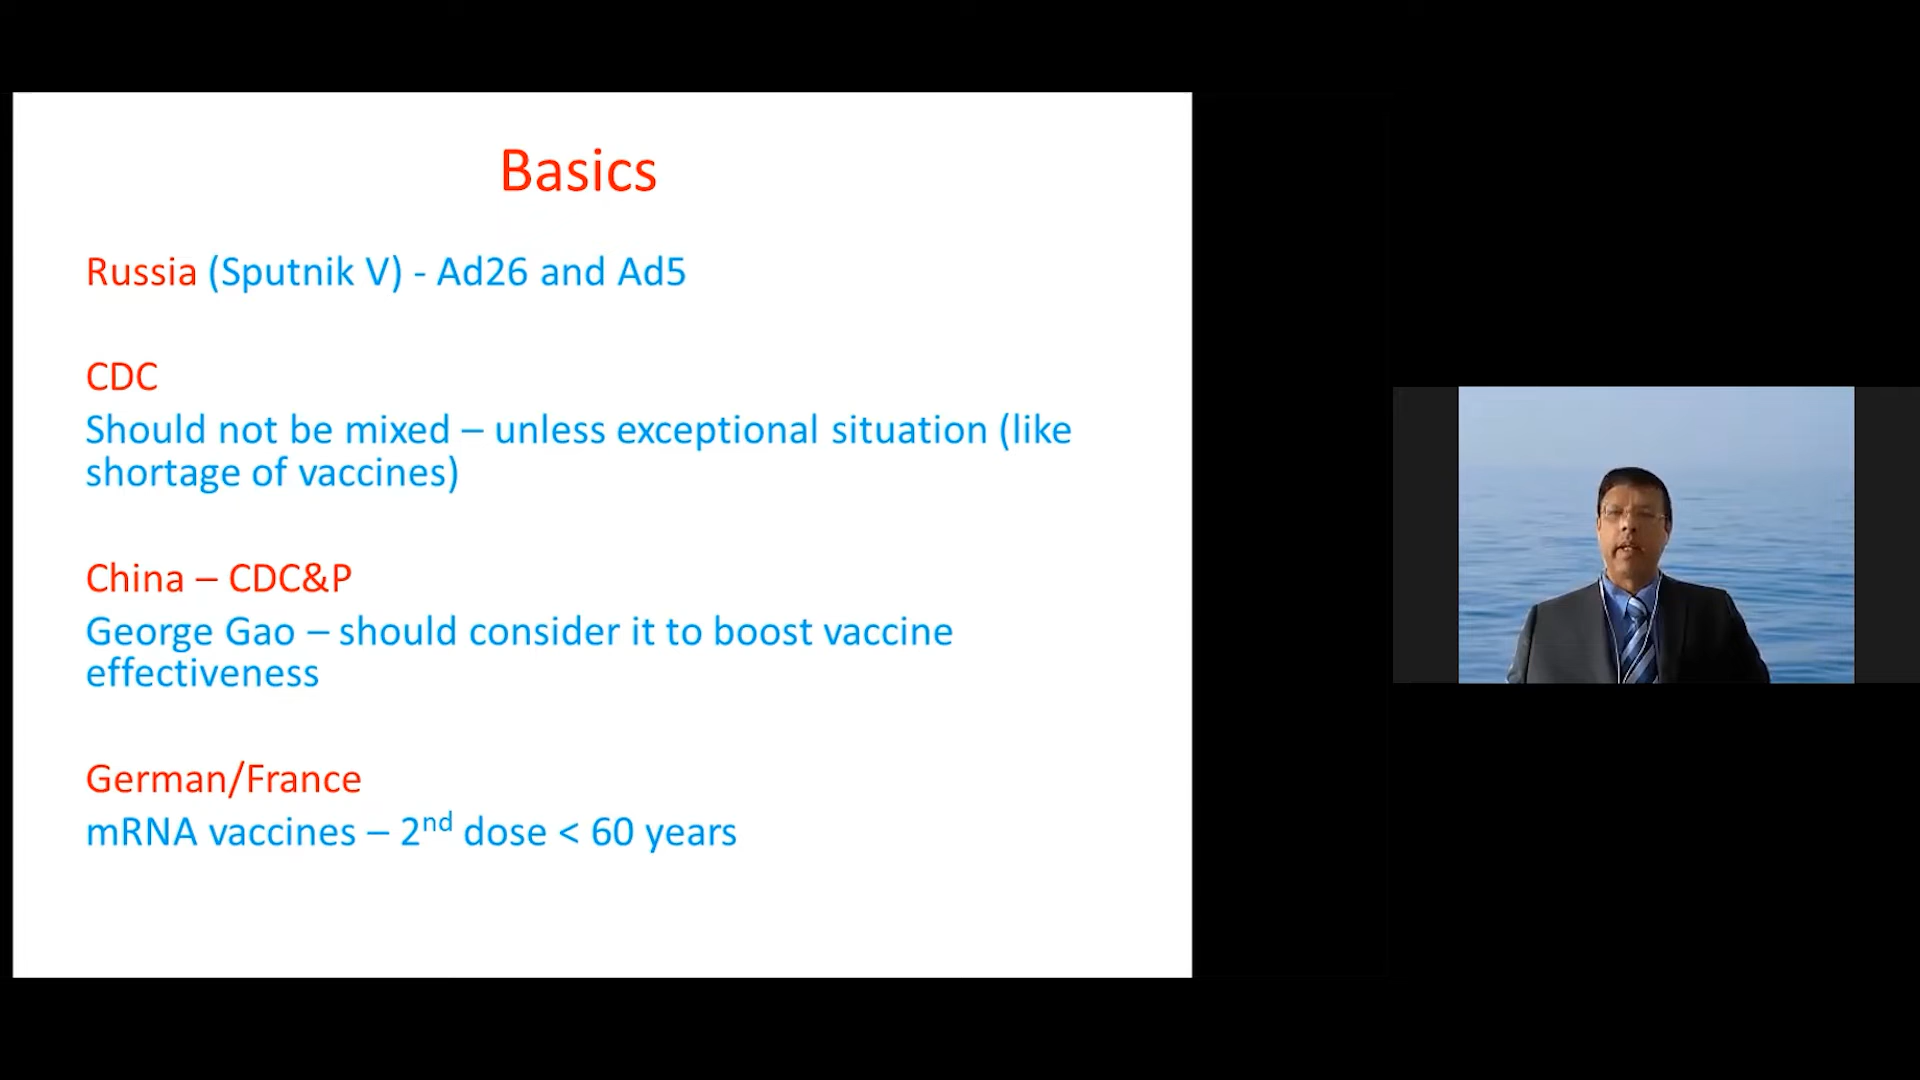 Basics
Russia (Sputnik V) - Ad26 and Ad5
CDC
Should not be mixed – unless exceptional situation (like
shortage of vaccines)
China – CDC&P
George Gao – should consider it to boost vaccine
effectiveness
German/France
mRNA vaccines – 2nd dose < 60 years